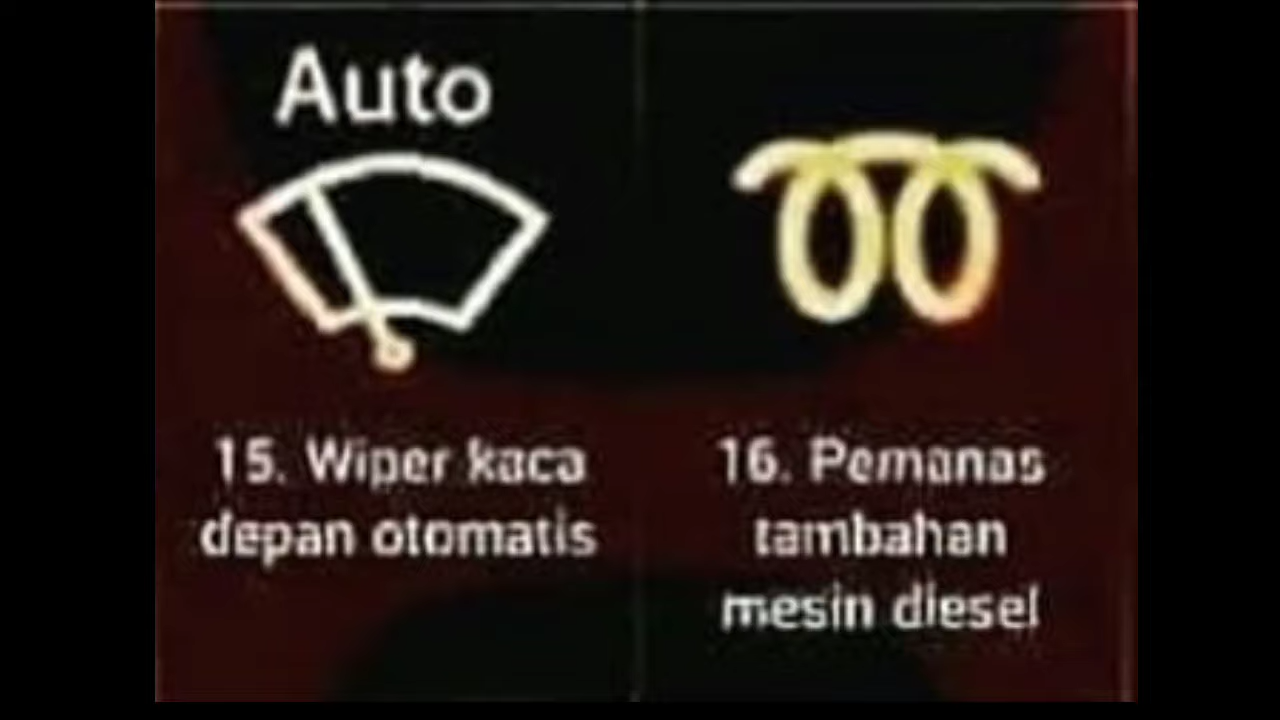 Auto
15. Wiper kaca
depan otomatis
16. Pemanas
tambahan
mesin diesel